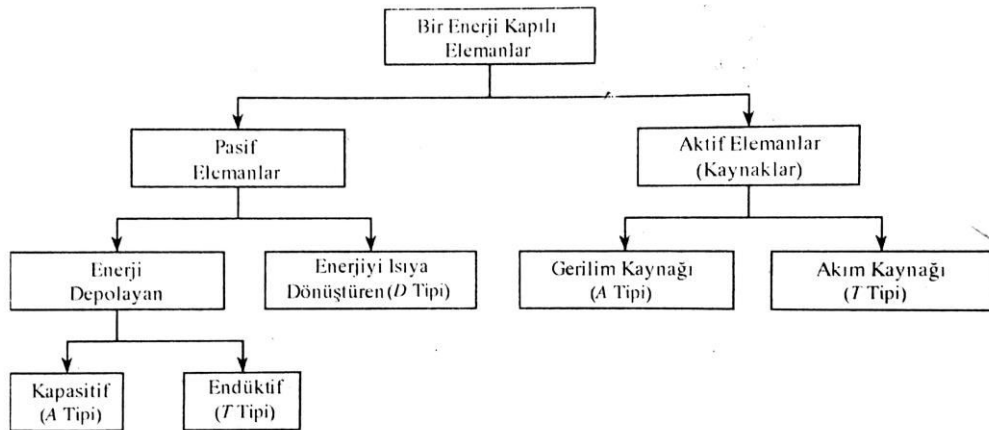 Bir Enerji Kapılı
Elemanlar
Pasif
Elemanlar
Aktif Elemanlar
(Kaynaklar)
Enerji
Depolayan
Enerjiyi Isıya
Dönüştüren (D Tipi)
Gerilim Kaynağı
(A Tipi)
Akım Kaynağı
(T Tipi)
Kapasitif
(A Tipi)
Endüktif
(T Tipi)